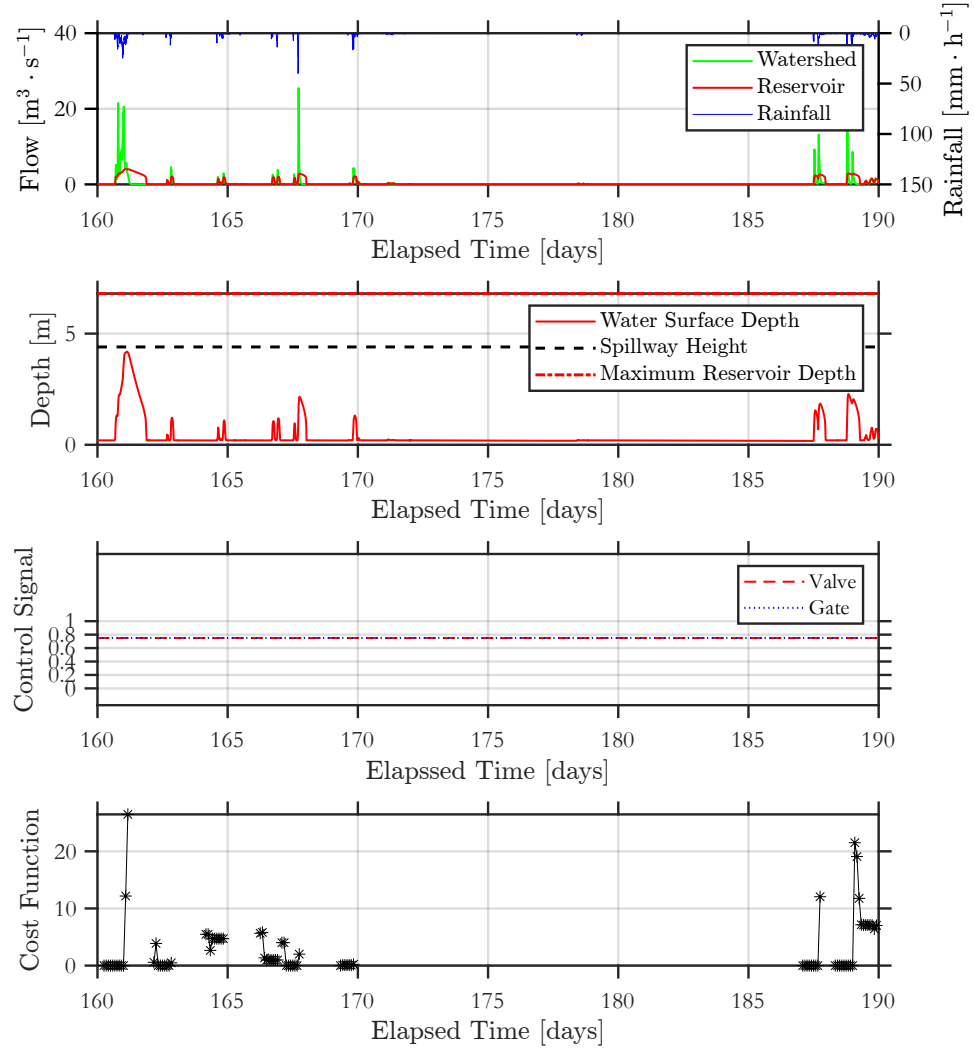 40
20
0
Flow [m³ · s⁻¹]
0
50
100
150
Rainfall [mm · h⁻¹]
Watershed
Reservoir
Rainfall
160 165 170 175 180 185 190
Elapsed Time [days]
5
0
Depth [m]
Water Surface Depth
Spillway Height
Maximum Reservoir Depth
160 165 170 175 180 185 190
Elapsed Time [days]
Control Signal
1
0.8
0.6
0.4
0.2
0
Valve
Gate
160 165 170 175 180 185 190
Elapssed Time [days]
Cost Function
20
10
0
160 165 170 175 180 185 190
Elapsed Time [days]